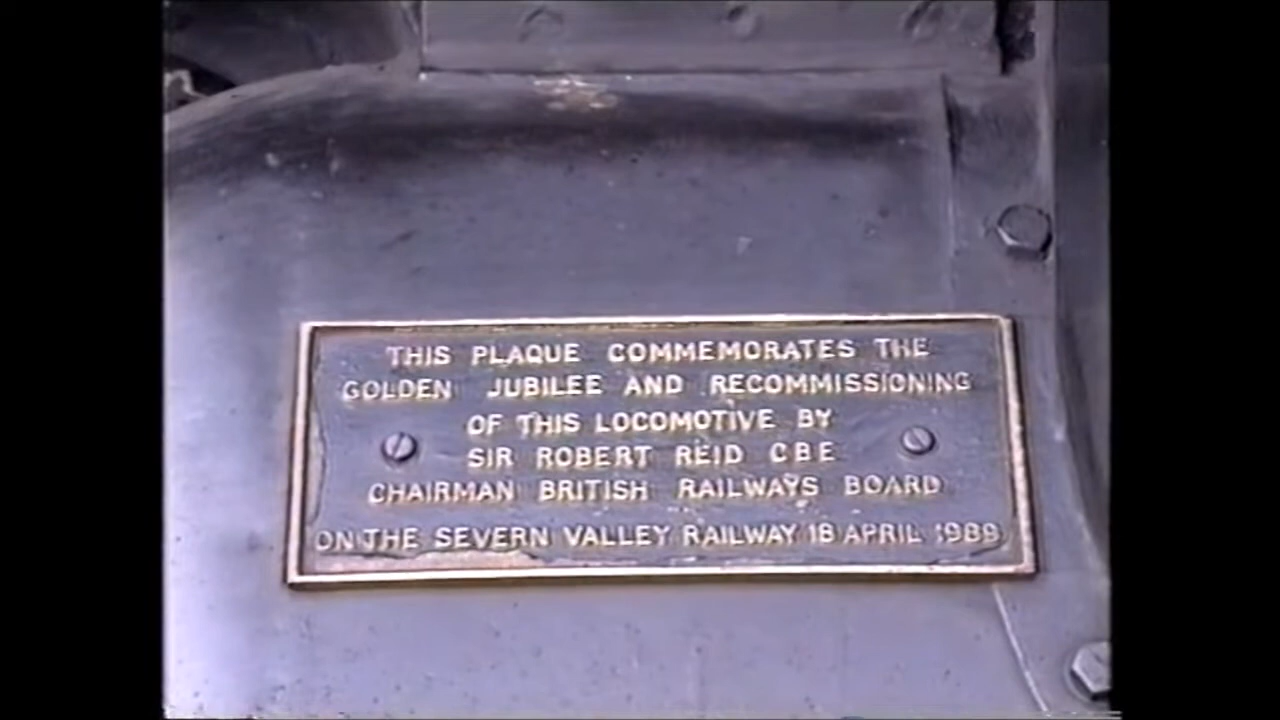 THIS PLAQUE COMMEMORATES THE
GOLDEN JUBILEE AND RECOMMISSIONING
OF THIS LOCOMOTIVE BY
SIR ROBERT REID CBE
CHAIRMAN BRITISH RAILWAYS BOARD
ON THE SEVERN VALLEY RAILWAY 18 APRIL 1989